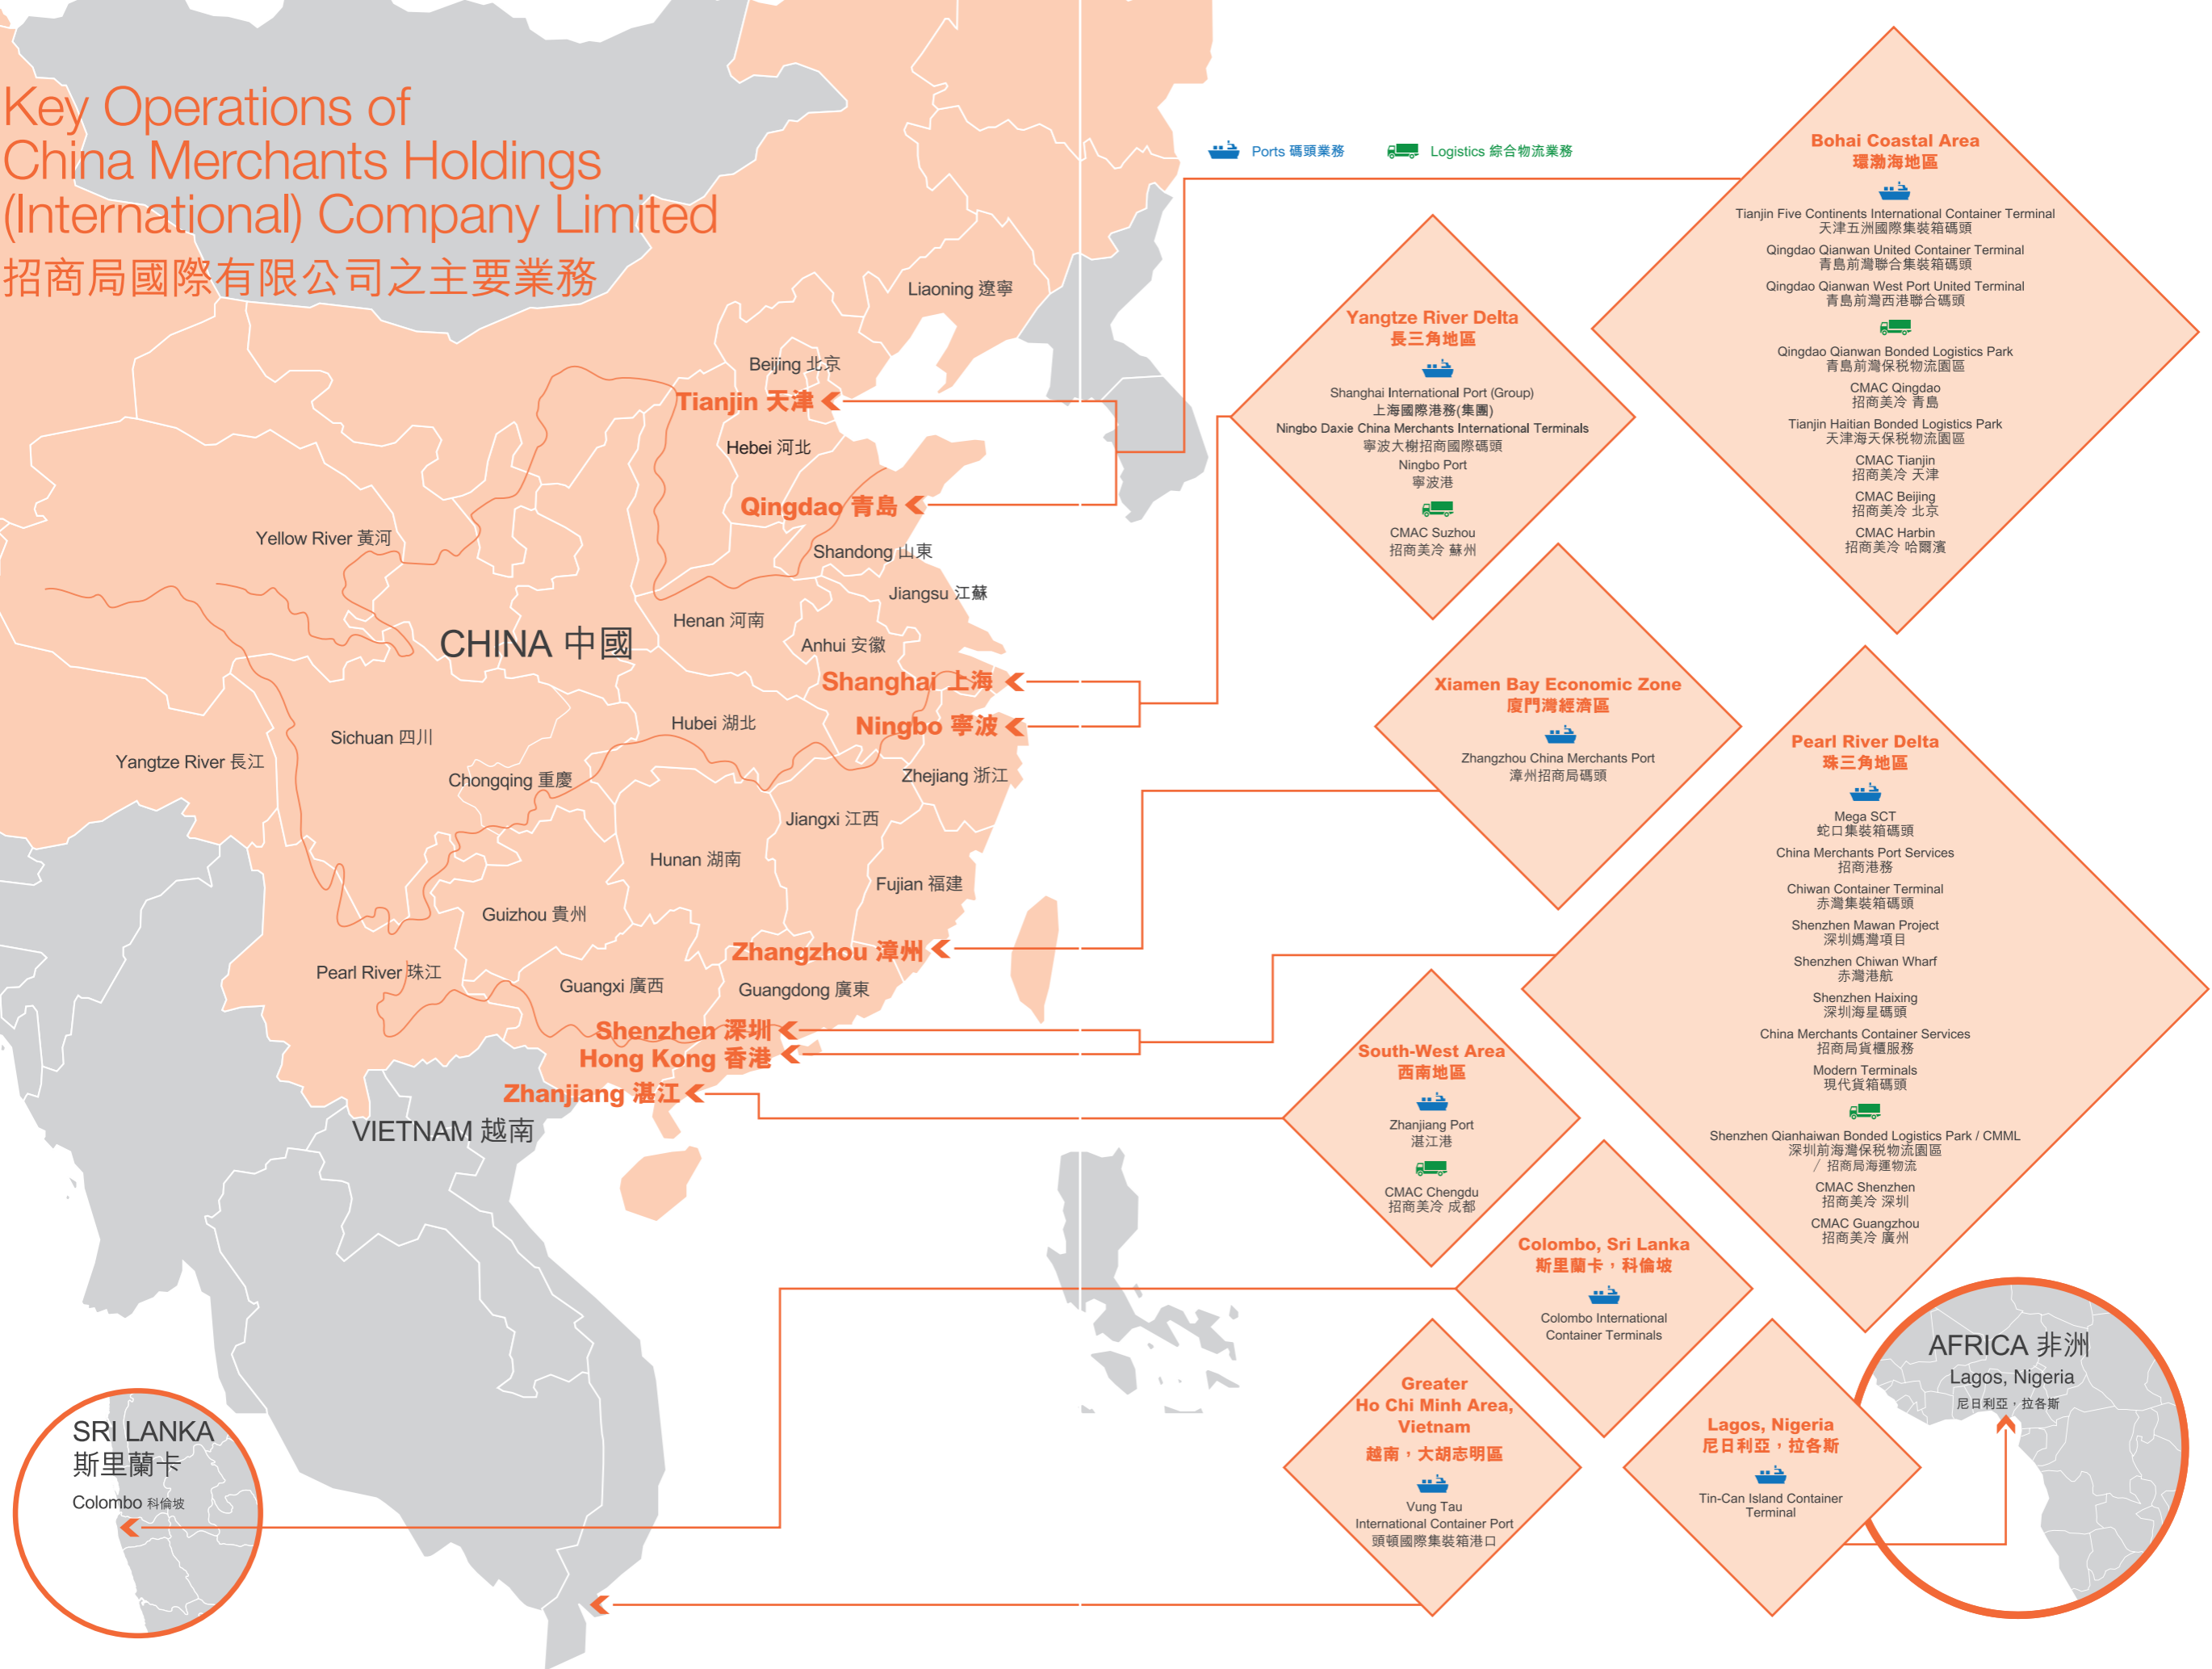 Key Operations of
China Merchants Holdings
(International) Company Limited
招商局國際有限公司之主要業務
Ports 碼頭業務
Logistics 綜合物流業務
Liaoning 遼寧
Beijing 北京
Tianjin 天津
Hebei 河北
Qingdao 青島
Yellow River 黃河
Shandong 山東
Jiangsu 江蘇
Henan 河南
CHINA 中國
Anhui 安徽
Shanghai 上海
Hubei 湖北
Ningbo 寧波
Sichuan 四川
Yangtze River 長江
Chongqing 重慶
Zhejiang 浙江
Jiangxi 江西
Hunan 湖南
Fujian 福建
Guizhou 貴州
Zhangzhou 漳州
Pearl River 珠江
Guangxi 廣西
Guangdong 廣東
Shenzhen 深圳
Hong Kong 香港
Zhanjiang 湛江
VIETNAM 越南
SRI LANKA
斯里蘭卡
Colombo 科倫坡
Bohai Coastal Area
環渤海地區
Tianjin Five Continents International Container Terminal
天津五洲國際集裝箱碼頭
Qingdao Qianwan United Container Terminal
青島前灣聯合集裝箱碼頭
Qingdao Qianwan West Port United Terminal
青島前灣西港聯合碼頭
Qingdao Qianwan Bonded Logistics Park
青島前灣保税物流園區
CMAC Qingdao
招商美冷 青島
Tianjin Haitian Bonded Logistics Park
天津海天保税物流園區
CMAC Tianjin
招商美冷 天津
CMAC Beijing
招商美冷 北京
CMAC Harbin
招商美冷 哈爾濱
Yangtze River Delta
長三角地區
Shanghai International Port (Group)
上海國際港務(集團)
Ningbo Daxie China Merchants International Terminals
寧波大榭招商國際碼頭
Ningbo Port
寧波港
CMAC Suzhou
招商美冷 蘇州
Xiamen Bay Economic Zone
廈門灣經濟區
Zhangzhou China Merchants Port
漳州招商局碼頭
Pearl River Delta
珠三角地區
Mega SCT
蛇口集裝箱碼頭
China Merchants Port Services
招商港務
Chiwan Container Terminal
赤灣集裝箱碼頭
Shenzhen Mawan Project
深圳媽灣項目
Shenzhen Chiwan Wharf
赤灣港航
Shenzhen Haixing
深圳海星碼頭
China Merchants Container Services
招商局貨櫃服務
Modern Terminals
現代貨箱碼頭
Shenzhen Qianhaiwan Bonded Logistics Park / CMML
深圳前海灣保税物流園區
/ 招商局海運物流
CMAC Shenzhen
招商美冷 深圳
CMAC Guangzhou
招商美冷 廣州
South-West Area
西南地區
Zhanjiang Port
湛江港
CMAC Chengdu
招商美冷 成都
Colombo, Sri Lanka
斯里蘭卡，科倫坡
Colombo International
Container Terminals
Greater
Ho Chi Minh Area,
Vietnam
越南，大胡志明區
Vung Tau
International Container Port
頭頓國際集裝箱港口
Lagos, Nigeria
尼日利亞，拉各斯
Tin-Can Island Container
Terminal
AFRICA 非洲
Lagos, Nigeria
尼日利亞，拉各斯